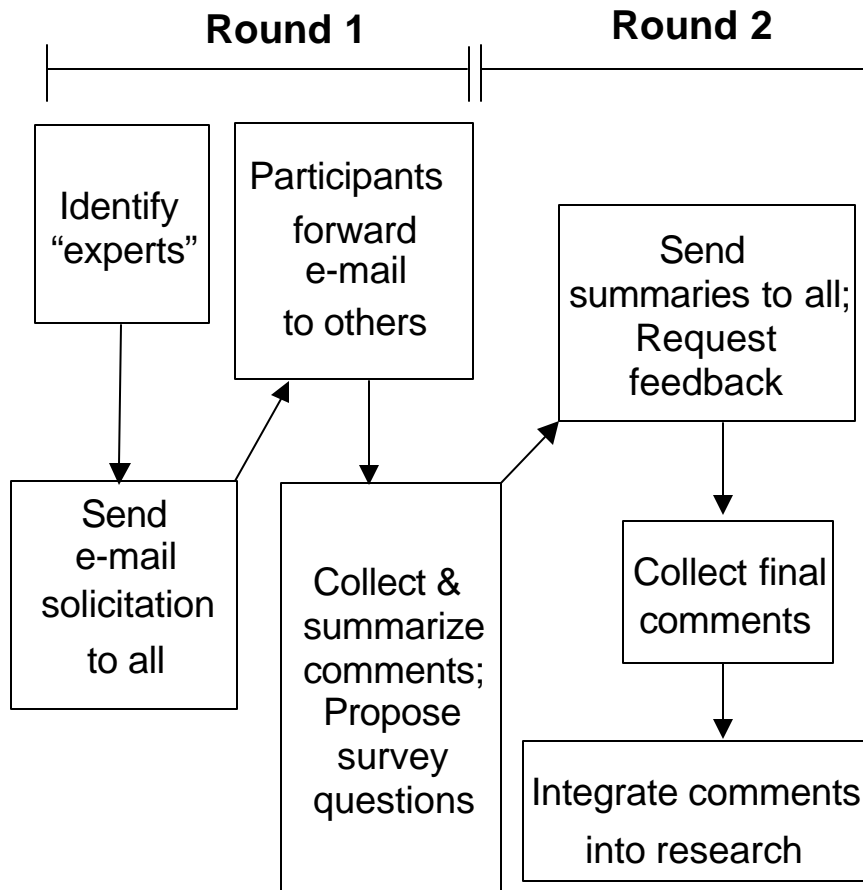 Round 1
Round 2
Identify
“experts”
Send
e-mail
solicitation
to all
Participants
forward
e-mail
to others
Collect &
summarize
comments;
Propose
survey
questions
Send
summaries to all;
Request
feedback
Collect final
comments
Integrate comments
into research